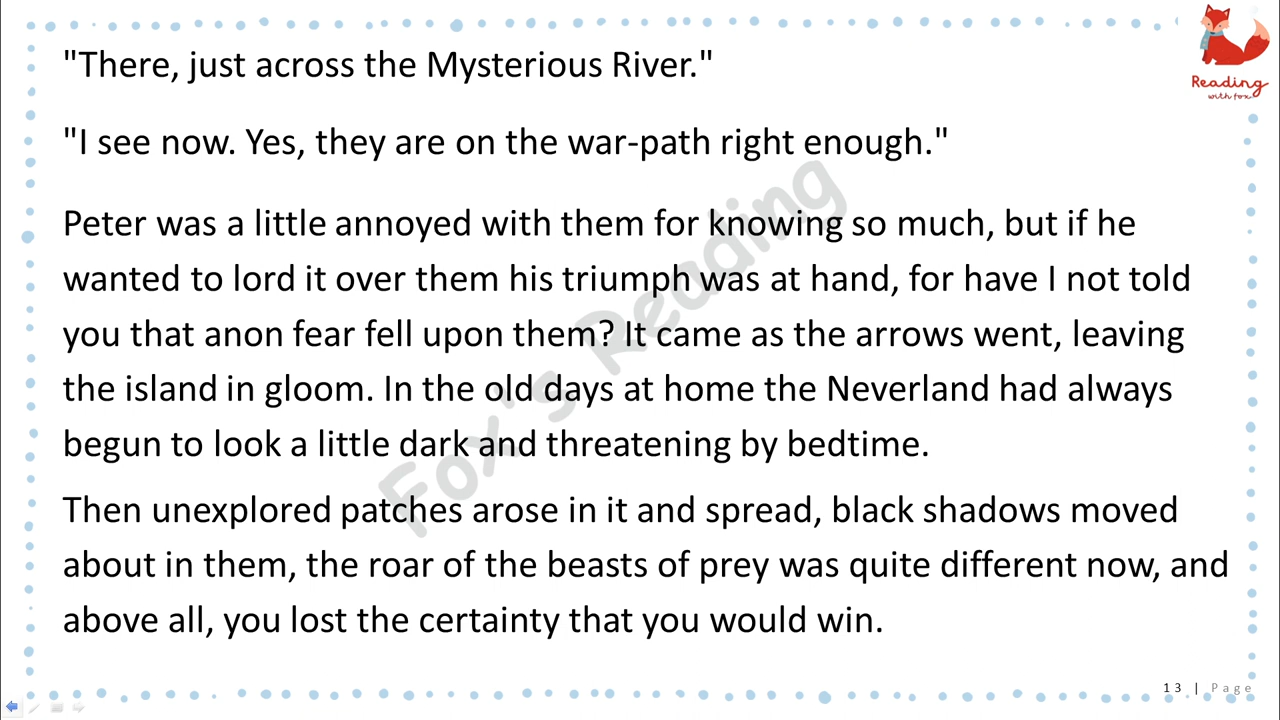 "There, just across the Mysterious River."
"I see now. Yes, they are on the war-path right enough."
Peter was a little annoyed with them for knowing so much, but if he
wanted to lord it over them his triumph was at hand, for have I not told
you that anon fear fell upon them? It came as the arrows went, leaving
the island in gloom. In the old days at home the Neverland had always
begun to look a little dark and threatening by bedtime.
Then unexplored patches arose in it and spread, black shadows moved
about in them, the roar of the beasts of prey was quite different now, and
above all, you lost the certainty that you would win.
Reading
with fox
Fox's Reading
13 | Page